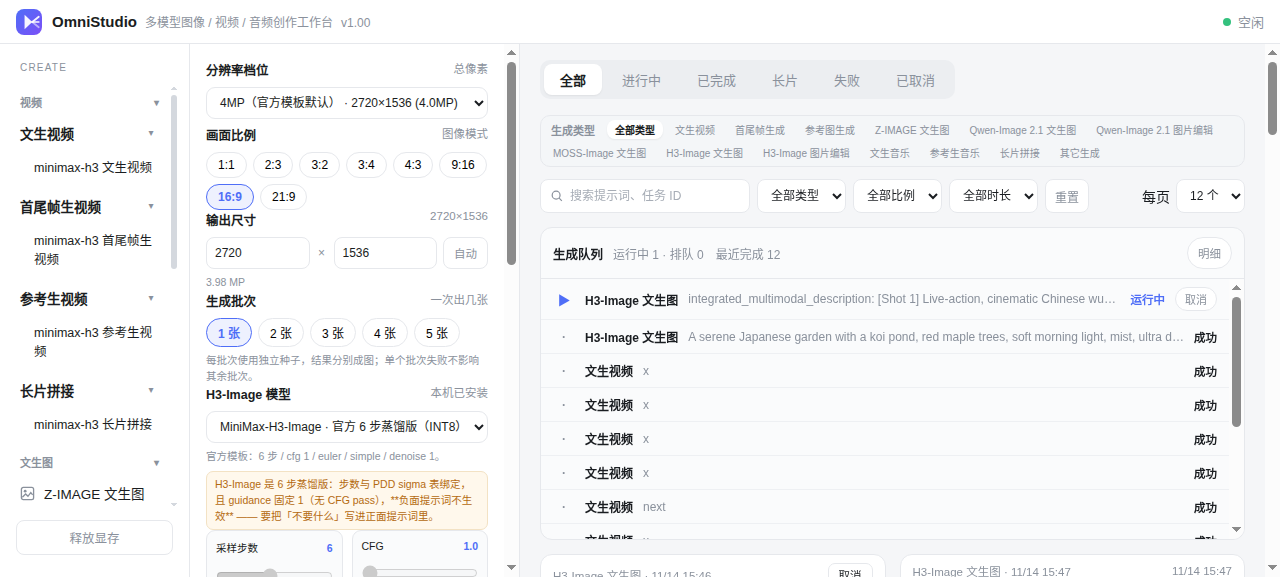 OmniStudio 多模型图像 / 视频 / 音频创作工作台 v1.00
空闲
CREATE
视频
文生视频
minimax-h3 文生视频
首尾帧生视频
minimax-h3 首尾帧生
视频
参考生视频
minimax-h3 参考生视
频
长片拼接
minimax-h3 长片拼接
文生图
Z-IMAGE 文生图
释放显存
分辨率档位 总像素
4MP（官方模板默认） · 2720×1536 (4.0MP)
画面比例 图像模式
1:1 2:3 3:2 3:4 4:3 9:16
16:9 21:9
输出尺寸 2720×1536
2720 × 1536 自动
3.98 MP
生成批次 一次出几张
1 张 2 张 3 张 4 张 5 张
每批次使用独立种子，结果分别成图；单个批次失败不影响
其余批次。
H3-Image 模型 本机已安装
MiniMax-H3-Image · 官方 6 步蒸馏版（INT8）
官方模板：6 步 / cfg 1 / euler / simple / denoise 1。
H3-Image 是 6 步蒸馏版：步数与 PDD sigma 表绑定，
且 guidance 固定 1（无 CFG pass），**负面提示词不生
效** —— 要把「不要什么」写进正面提示词里。
采样步数 6 CFG 1.0
全部 进行中 已完成 长片 失败 已取消
生成类型 全部类型 文生视频 首尾帧生成 参考图生成 Z-IMAGE 文生图 Qwen-Image 2.1 文生图 Qwen-Image 2.1 图片编辑
MOSS-Image 文生图 H3-Image 文生图 H3-Image 图片编辑 文生音乐 参考生音乐 长片拼接 其它生成
搜索提示词、任务 ID 全部类型 全部比例 全部时长 重置 每页 12 个
生成队列 运行中 1 · 排队 0 最近完成 12 明细
H3-Image 文生图 integrated_multimodal_description: [Shot 1] Live-action, cinematic Chinese wu… 运行中 取消
· H3-Image 文生图 A serene Japanese garden with a koi pond, red maple trees, soft morning light, mist, ultra d… 成功
· 文生视频 x 成功
· 文生视频 x 成功
· 文生视频 x 成功
· 文生视频 x 成功
· 文生视频 next 成功
H3-Image 文生图 · 11/14 15:46 取消
H3-Image 文生图 · 11/14 15:47 11/14 15:47